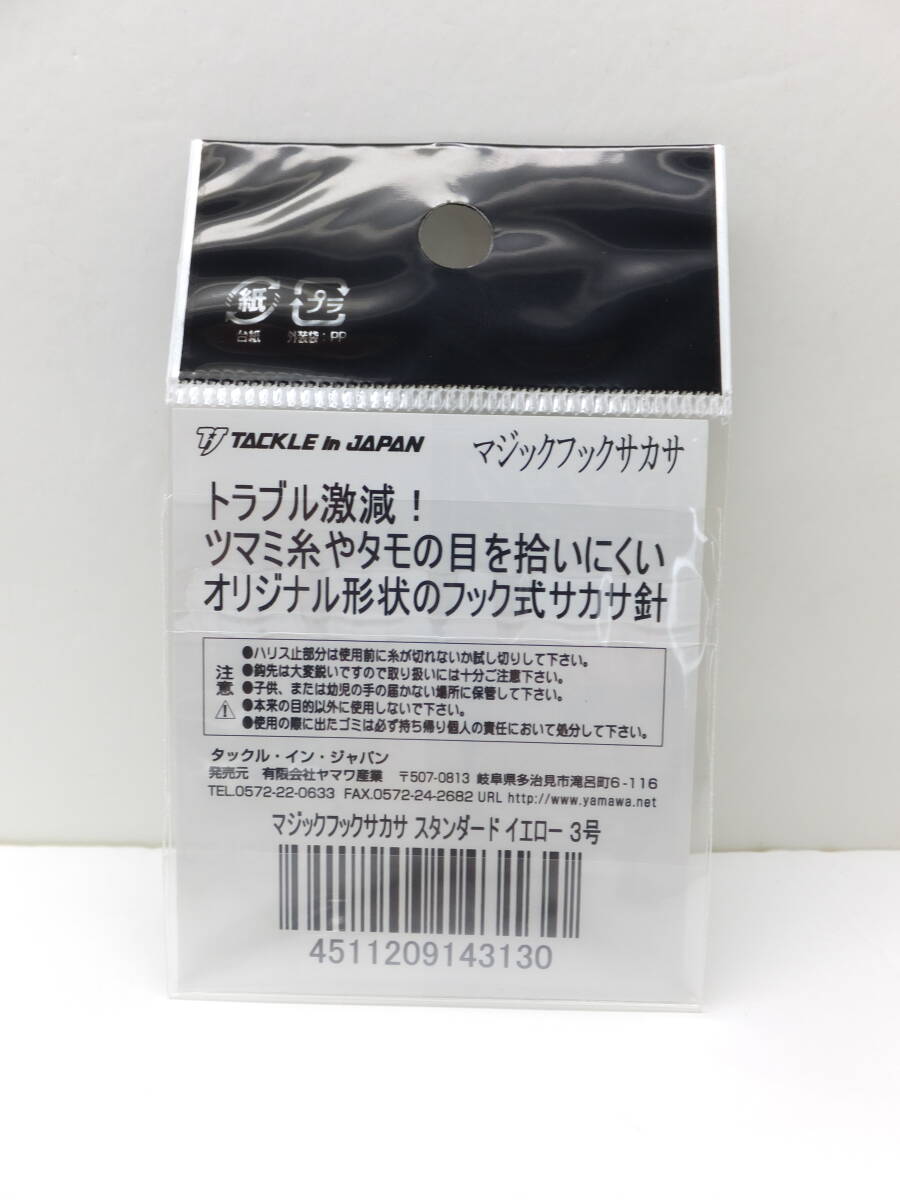 紙 プラ
台紙 外装袋:PP
TJ TACKLE In JAPAN マジックフックサカサ
トラブル激減!
ツマミ糸やタモの目を拾いにくい
オリジナル形状のフック式サカサ針
注意
●ハリス止部分は使用前に糸が切れないか試し切りして下さい。
●鈎先は大変鋭いですので取り扱いには十分ご注意下さい。
●子供、または幼児の手の届かない場所に保管して下さい。
●本来の目的以外に使用しないで下さい。
●使用の際に出たゴミは必ず持ち帰り個人の責任において処分して下さい。
タックル・イン・ジャパン
発売元 有限会社ヤマワ産業 〒507-0813 岐阜県多治見市滝呂町6-116
TEL.0572-22-0633 FAX.0572-24-2682 URL http://www.yamawa.net
マジックフックサカサ スタンダード イエロー 3号
4511209143130